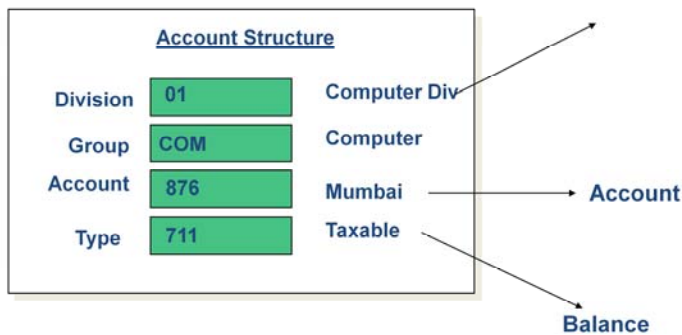 Account Structure
Division 01 Computer Div
Group COM Computer
Account 876 Mumbai Account
Type 711 Taxable
Balance